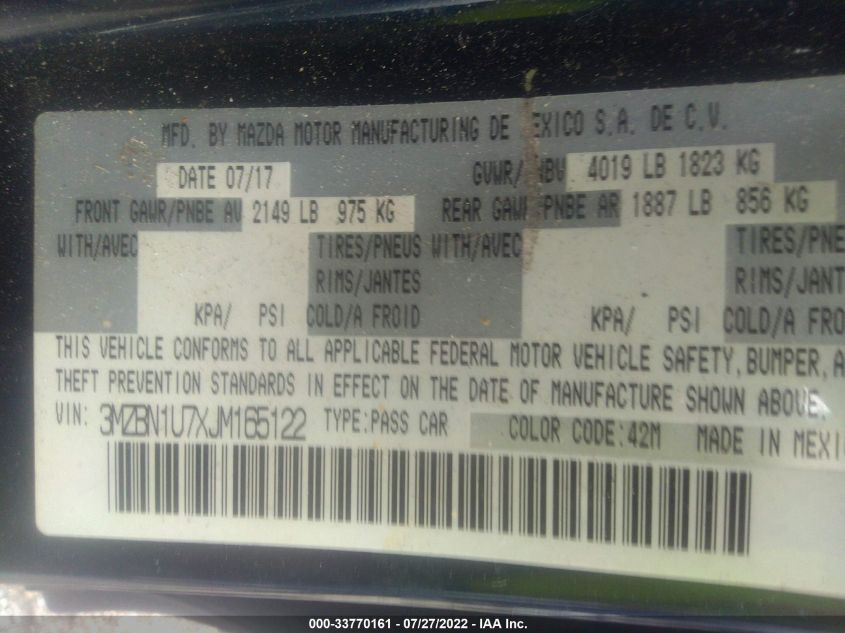 MFD. BY MAZDA MOTOR MANUFACTURING DE MEXICO S.A. DE C.V.
DATE 07/17 GVWR/ 4019 LB 1823 KG
FRONT GAWR/PNBE AV 2149 LB 975 KG REAR GAWR PNBE AR 1887 LB 856 KG
WITH/AVEC TIRES/PNEUS WITH/AVEC TIRES/PNE
RIMS/JANTES RIMS/JANT
KPA/ PSI COLD/A FROID KPA/ PSI COLD/A FRO
THIS VEHICLE CONFORMS TO ALL APPLICABLE FEDERAL MOTOR VEHICLE SAFETY, BUMPER, A
THEFT PREVENTION STANDARDS IN EFFECT ON THE DATE OF MANUFACTURE SHOWN ABOVE.
VIN: 3MZBN1U7XJM165122 TYPE:PASS CAR COLOR CODE:42M MADE IN MEXI
000-33770161 - 07/27/2022 - IAA Inc.